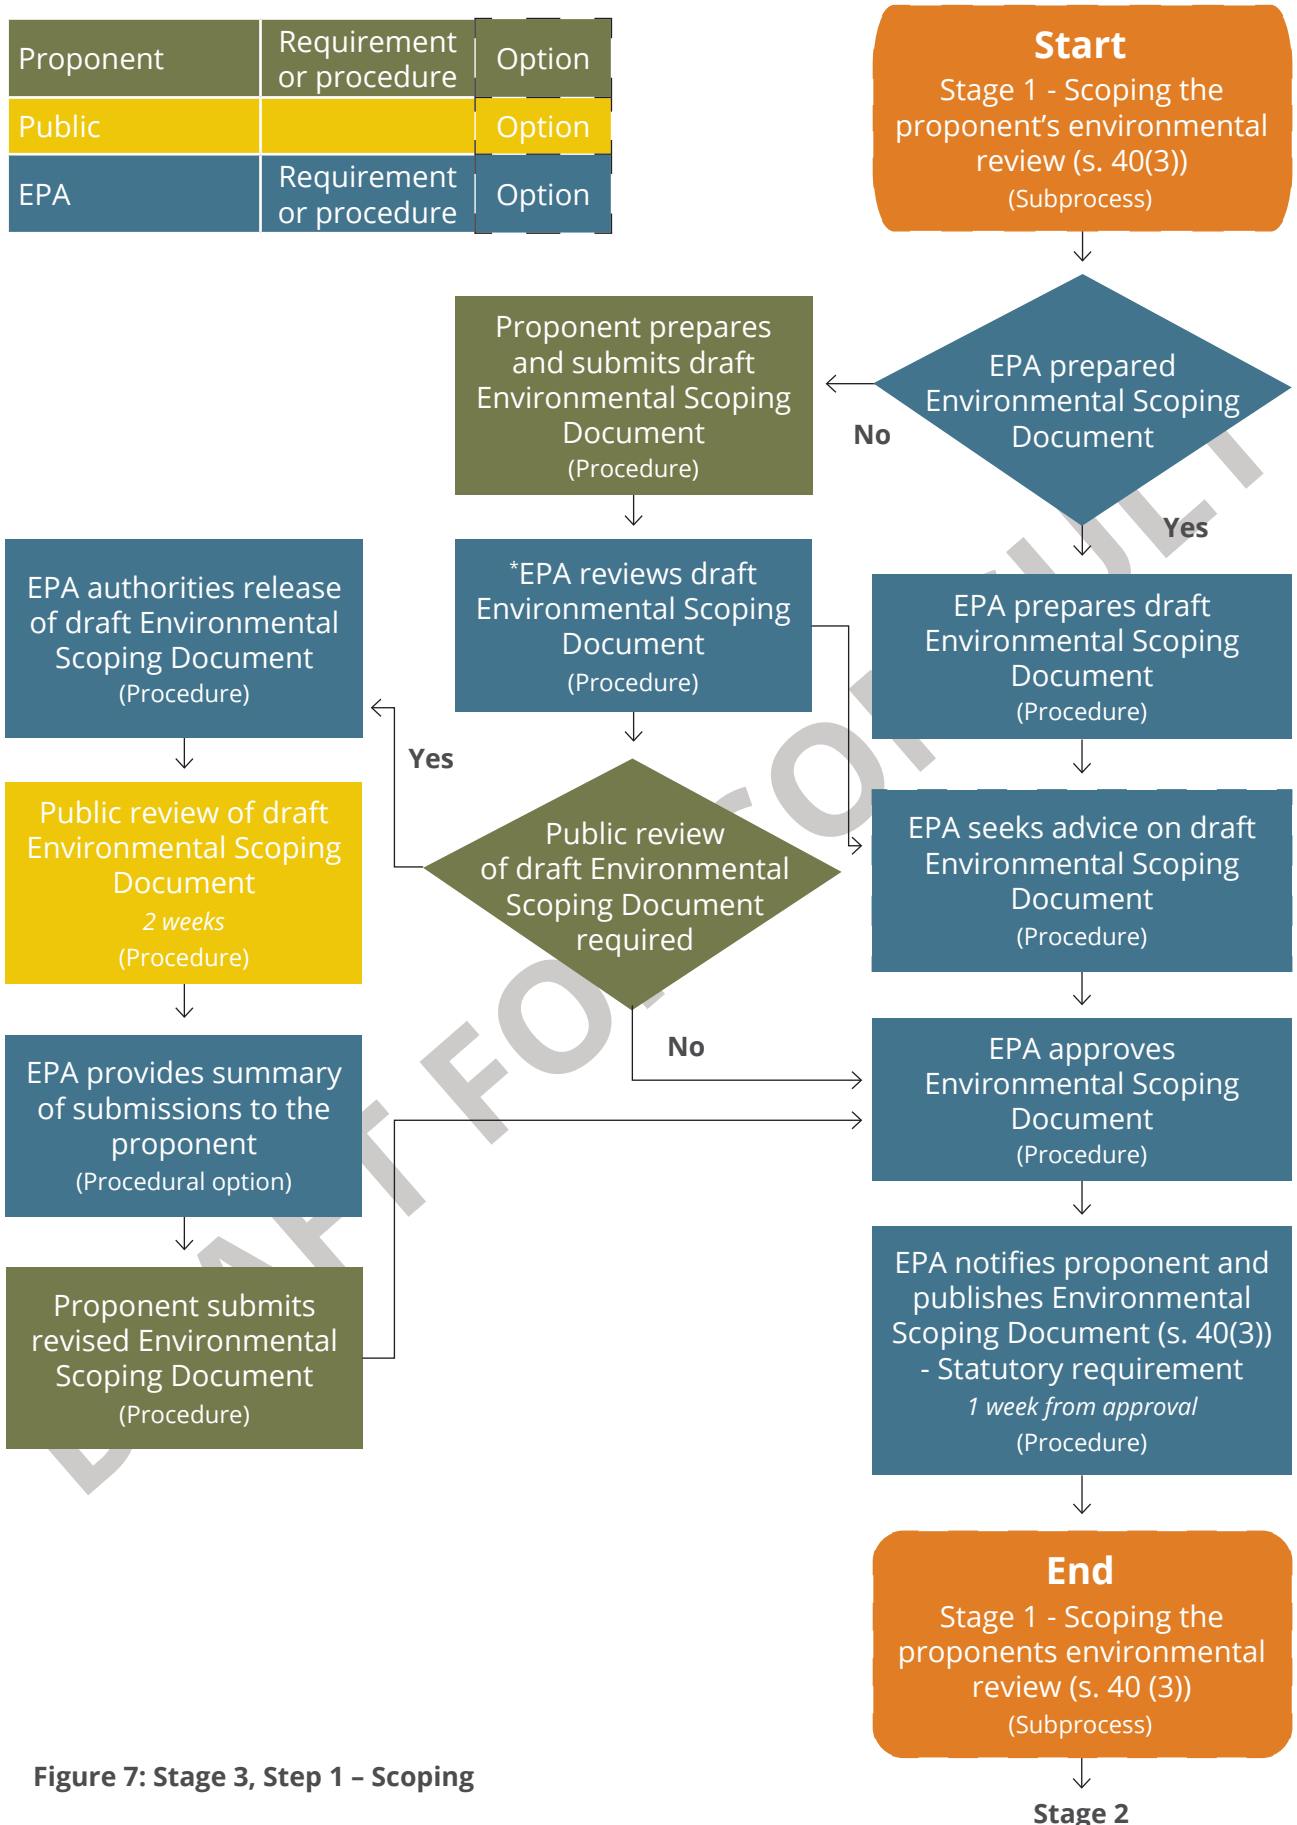 Proponent
Requirement
or procedure
Option
Public
Option
EPA
Requirement
or procedure
Option
Start
Stage 1 - Scoping the
proponent’s environmental
review (s. 40(3))
(Subprocess)
EPA prepared
Environmental Scoping
Document
No
Yes
Proponent prepares
and submits draft
Environmental Scoping
Document
(Procedure)
*EPA reviews draft
Environmental Scoping
Document
(Procedure)
EPA authorities release
of draft Environmental
Scoping Document
(Procedure)
Yes
Public review of draft
Environmental Scoping
Document
2 weeks
(Procedure)
Public review
of draft Environmental
Scoping Document
required
No
EPA provides summary
of submissions to the
proponent
(Procedural option)
Proponent submits
revised Environmental
Scoping Document
(Procedure)
EPA prepares draft
Environmental Scoping
Document
(Procedure)
EPA seeks advice on draft
Environmental Scoping
Document
(Procedure)
EPA approves
Environmental Scoping
Document
(Procedure)
EPA notifies proponent and
publishes Environmental
Scoping Document (s. 40(3))
- Statutory requirement
1 week from approval
(Procedure)
End
Stage 1 - Scoping the
proponents environmental
review (s. 40 (3))
(Subprocess)
Stage 2
Figure 7: Stage 3, Step 1 – Scoping